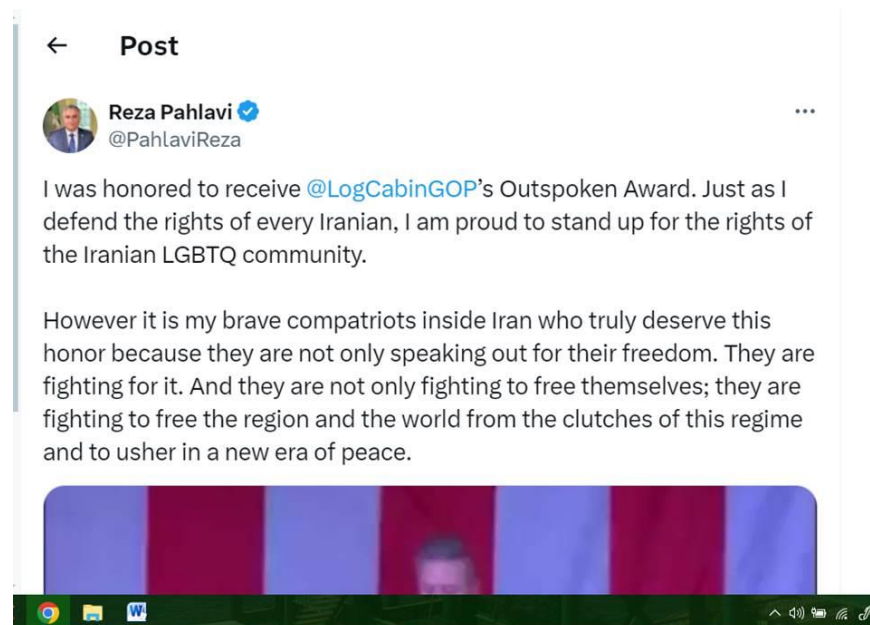 Post
Reza Pahlavi
@PahlaviReza
I was honored to receive @LogCabinGOP's Outspoken Award. Just as I
defend the rights of every Iranian, I am proud to stand up for the rights of
the Iranian LGBTQ community.
However it is my brave compatriots inside Iran who truly deserve this
honor because they are not only speaking out for their freedom. They are
fighting for it. And they are not only fighting to free themselves; they are
fighting to free the region and the world from the clutches of this regime
and to usher in a new era of peace.
W